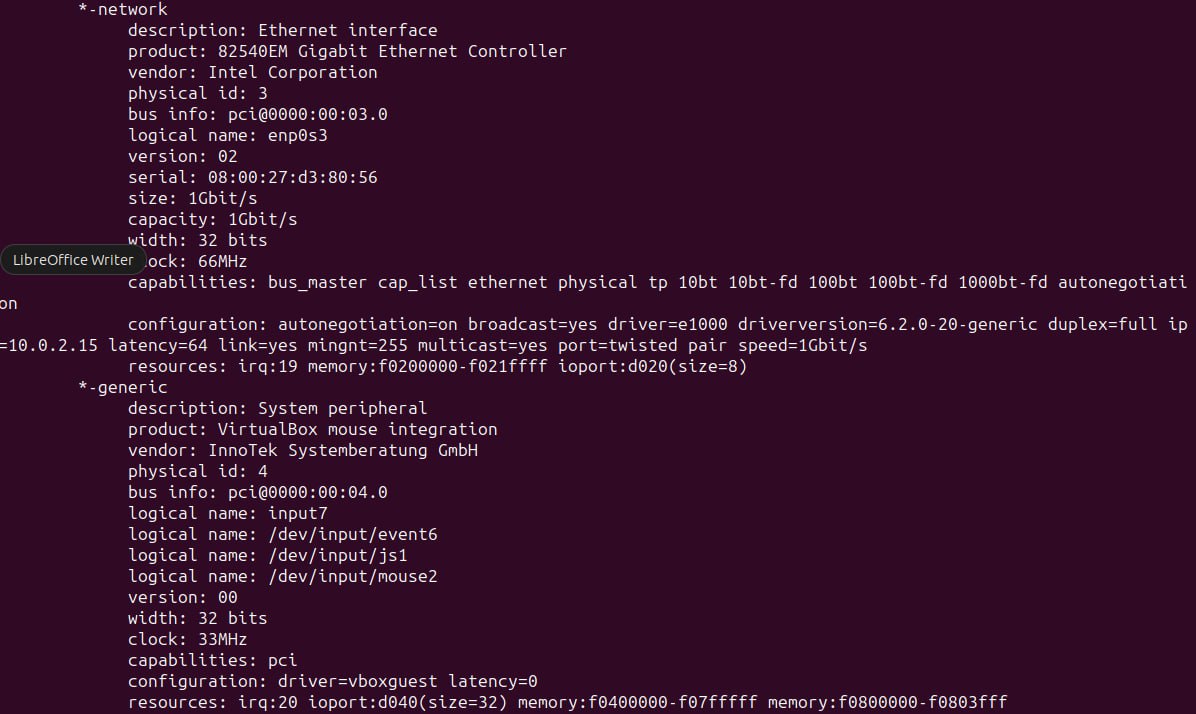 *-network
description: Ethernet interface
product: 82540EM Gigabit Ethernet Controller
vendor: Intel Corporation
physical id: 3
bus info: pci@0000:00:03.0
logical name: enp0s3
version: 02
serial: 08:00:27:d3:80:56
size: 1Gbit/s
capacity: 1Gbit/s
width: 32 bits
LibreOffice Writer
lock: 66MHz
capabilities: bus_master cap_list ethernet physical tp 10bt 10bt-fd 100bt 100bt-fd 1000bt-fd autonegotiati
on
configuration: autonegotiation=on broadcast=yes driver=e1000 driverversion=6.2.0-20-generic duplex=full ip
=10.0.2.15 latency=64 link=yes mingnt=255 multicast=yes port=twisted pair speed=1Gbit/s
resources: irq:19 memory:f0200000-f021ffff ioport:d020(size=8)
*-generic
description: System peripheral
product: VirtualBox mouse integration
vendor: InnoTek Systemberatung GmbH
physical id: 4
bus info: pci@0000:00:04.0
logical name: input7
logical name: /dev/input/event6
logical name: /dev/input/js1
logical name: /dev/input/mouse2
version: 00
width: 32 bits
clock: 33MHz
capabilities: pci
configuration: driver=vboxguest latency=0
resources: irq:20 ioport:d040(size=32) memory:f0400000-f07fffff memory:f0800000-f0803fff